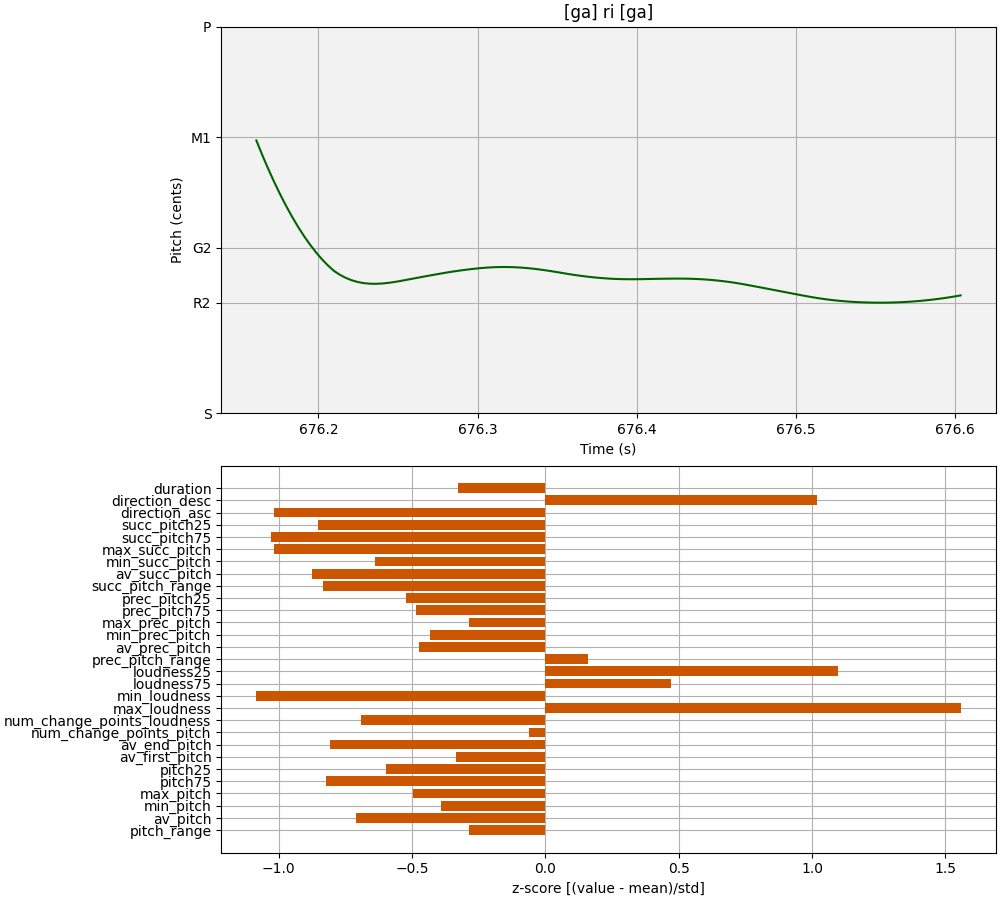 [ga] ri [ga]
P
M1
G2
R2
S
Pitch (cents)
676.2 676.3 676.4 676.5 676.6
Time (s)
duration
direction_desc
direction_asc
succ_pitch25
succ_pitch75
max_succ_pitch
min_succ_pitch
av_succ_pitch
succ_pitch_range
prec_pitch25
prec_pitch75
max_prec_pitch
min_prec_pitch
av_prec_pitch
prec_pitch_range
loudness25
loudness75
min_loudness
max_loudness
num_change_points_loudness
num_change_points_pitch
av_end_pitch
av_first_pitch
pitch25
pitch75
max_pitch
min_pitch
av_pitch
pitch_range
−1.0 −0.5 0.0 0.5 1.0 1.5
z-score [(value - mean)/std]